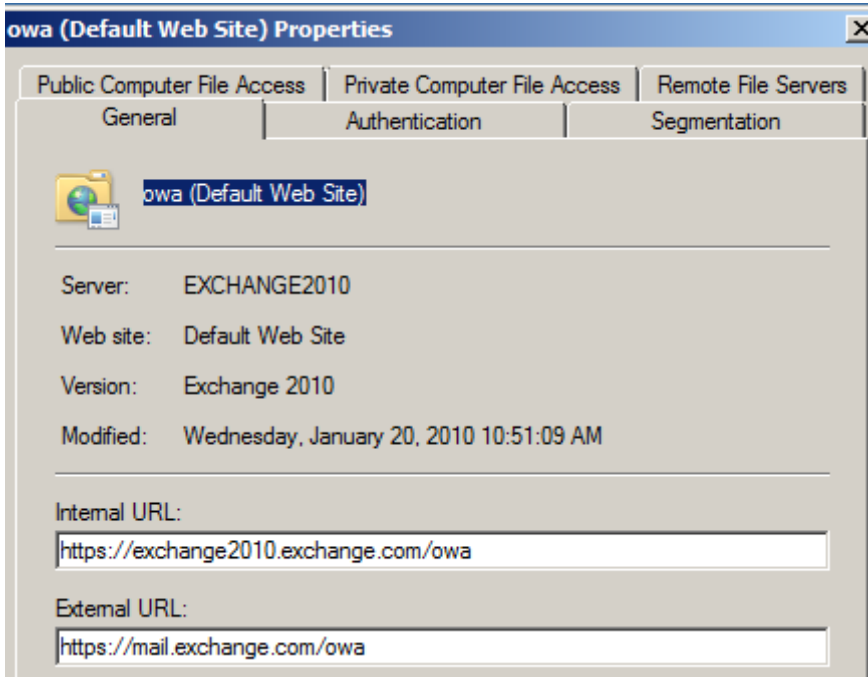 owa (Default Web Site) Properties
Public Computer File Access
Private Computer File Access
Remote File Servers
General
Authentication
Segmentation
owa (Default Web Site)
Server: EXCHANGE2010
Web site: Default Web Site
Version: Exchange 2010
Modified: Wednesday, January 20, 2010 10:51:09 AM
Internal URL:
https://exchange2010.exchange.com/owa
External URL:
https://mail.exchange.com/owa